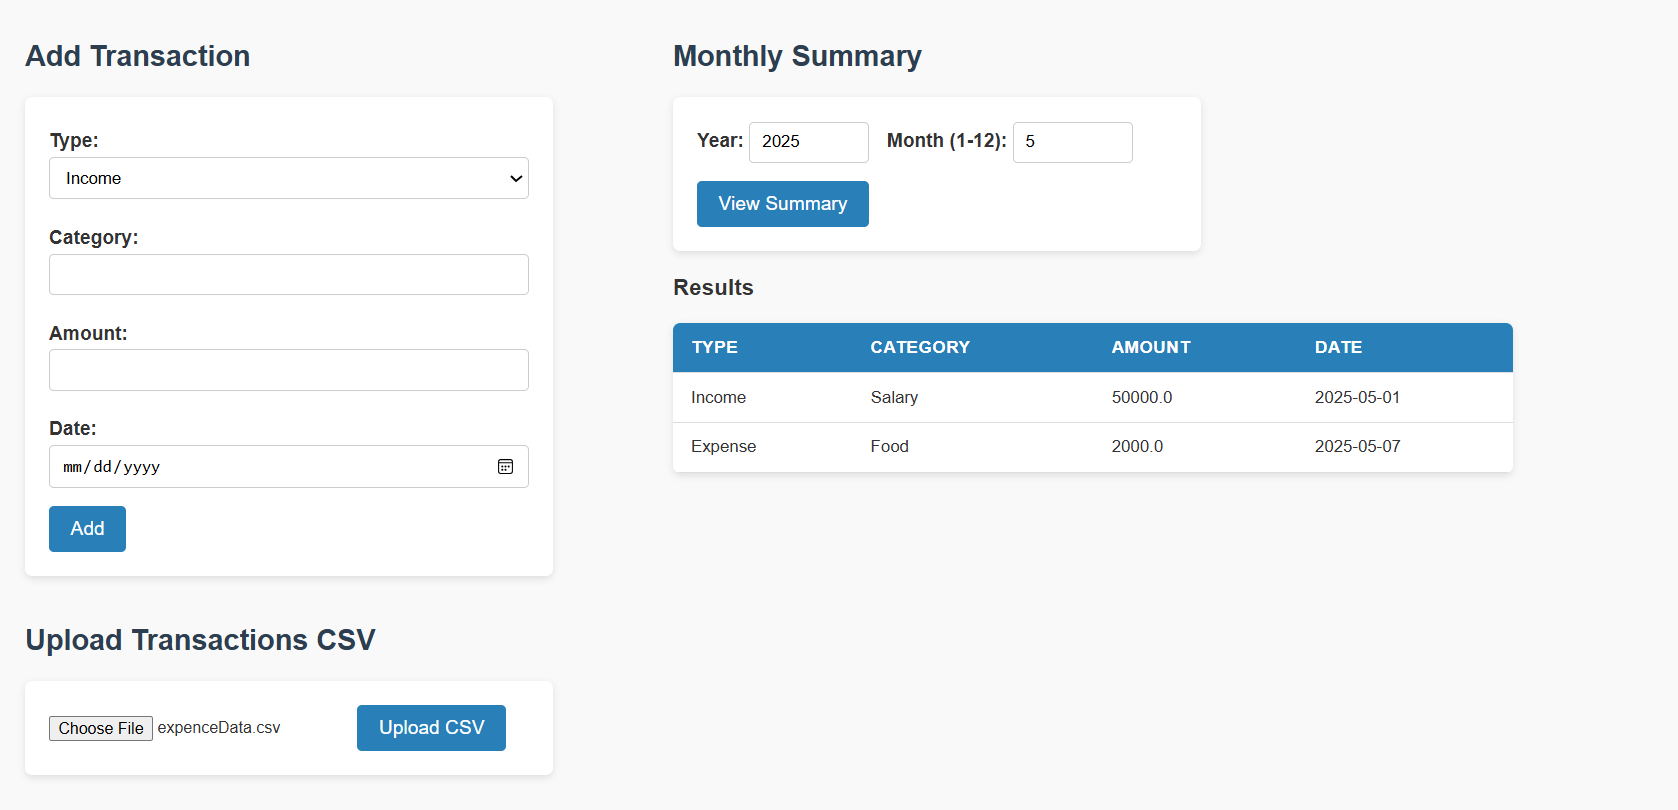 Add Transaction
Type:
Income
Category:
Amount:
Date:
mm/dd/yyyy
Add
Upload Transactions CSV
Choose File expenceData.csv
Upload CSV
Monthly Summary
Year: 2025 Month (1-12): 5
View Summary
Results
TYPE CATEGORY AMOUNT DATE
Income Salary 50000.0 2025-05-01
Expense Food 2000.0 2025-05-07